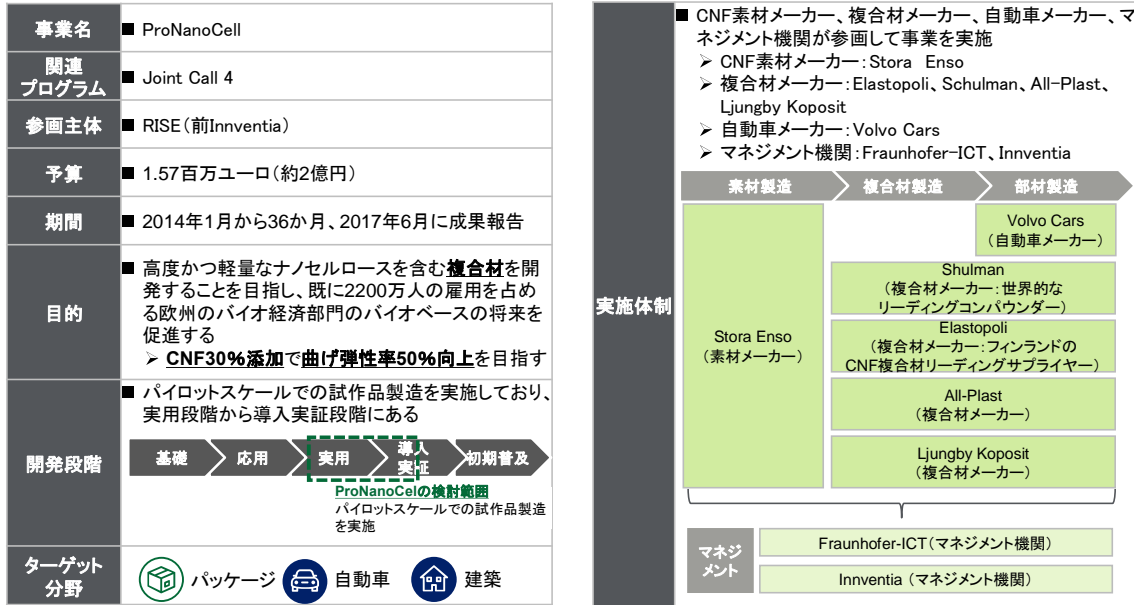 事業名
■ ProNanoCell
関連
プログラム
■ Joint Call 4
参画主体
■ RISE（前Innventia）
予算
■ 1.57百万ユーロ（約2億円）
期間
■ 2014年1月から36か月、2017年6月に成果報告
目的
■ 高度かつ軽量なナノセルロースを含む複合材を開
発することを目指し、既に2200万人の雇用を占め
る欧州のバイオ経済部門のバイオベースの将来を
促進する
➢ CNF30%添加で曲げ弾性率50%向上を目指す
開発段階
■ パイロットスケールでの試作品製造を実施しており、
実用段階から導入実証段階にある
基礎
応用
実用
導入
実証
初期普及
ProNanoCelの検討範囲
パイロットスケールでの試作品製造
を実施
ターゲット
分野
パッケージ
自動車
建築
実施体制
■ CNF素材メーカー、複合材メーカー、自動車メーカー、マ
ネジメント機関が参画して事業を実施
➢ CNF素材メーカー：Stora　Enso
➢ 複合材メーカー：Elastopoli、Schulman、All-Plast、
Ljungby Koposit
➢ 自動車メーカー：Volvo Cars
➢ マネジメント機関：Fraunhofer-ICT、Innventia
素材製造
複合材製造
部材製造
Stora Enso
（素材メーカー）
Volvo Cars
（自動車メーカー）
Shulman
（複合材メーカー：世界的な
リーディングコンパウンダー）
Elastopoli
（複合材メーカー：フィンランドの
CNF複合材リーディングサプライヤー）
All-Plast
（複合材メーカー）
Ljungby Koposit
（複合材メーカー）
マネジ
メント
Fraunhofer-ICT（マネジメント機関）
Innventia （マネジメント機関）